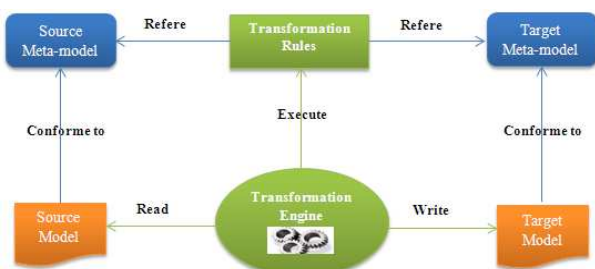 Source
Meta-model
Refere
Transformation
Rules
Refere
Target
Meta-model
Conforme to
Execute
Conforme to
Source
Model
Read
Transformation
Engine
Write
Target
Model